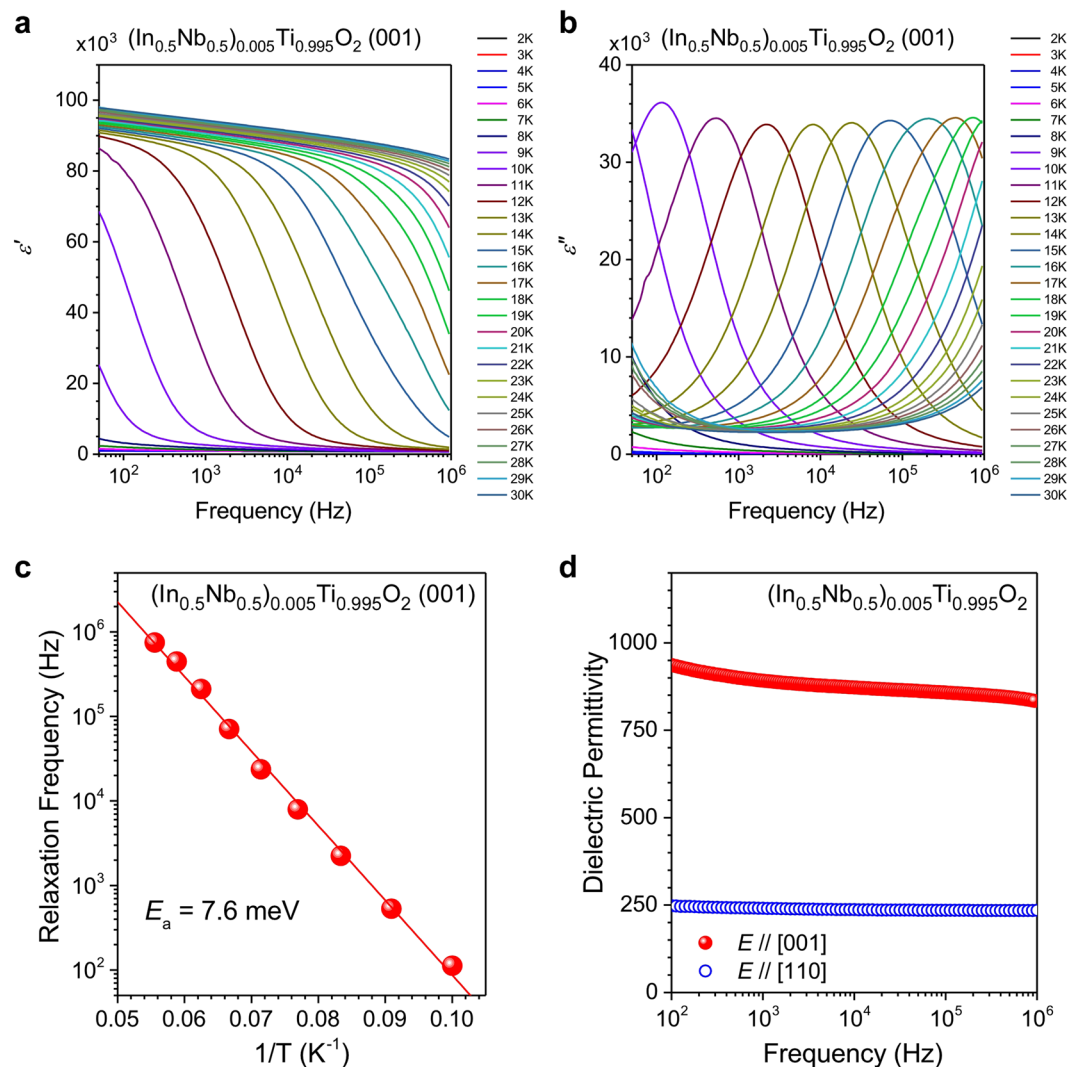 a
(In0.5Nb0.5)0.005Ti0.995O2 (001)
×10³
100
80
60
40
20
0
ε′
10² 10³ 10⁴ 10⁵ 10⁶
Frequency (Hz)
2K
3K
4K
5K
6K
7K
8K
9K
10K
11K
12K
13K
14K
15K
16K
17K
18K
19K
20K
21K
22K
23K
24K
25K
26K
27K
28K
29K
30K
b
(In0.5Nb0.5)0.005Ti0.995O2 (001)
×10³
40
30
20
10
0
ε″
10² 10³ 10⁴ 10⁵ 10⁶
Frequency (Hz)
2K
3K
4K
5K
6K
7K
8K
9K
10K
11K
12K
13K
14K
15K
16K
17K
18K
19K
20K
21K
22K
23K
24K
25K
26K
27K
28K
29K
30K
c
(In0.5Nb0.5)0.005Ti0.995O2 (001)
10⁶
10⁵
10⁴
10³
10²
Relaxation Frequency (Hz)
Ea = 7.6 meV
0.05 0.06 0.07 0.08 0.09 0.10
1/T (K⁻¹)
d
(In0.5Nb0.5)0.005Ti0.995O2
1000
750
500
250
0
Dielectric Permittivity
E // [001]
E // [110]
10² 10³ 10⁴ 10⁵ 10⁶
Frequency (Hz)